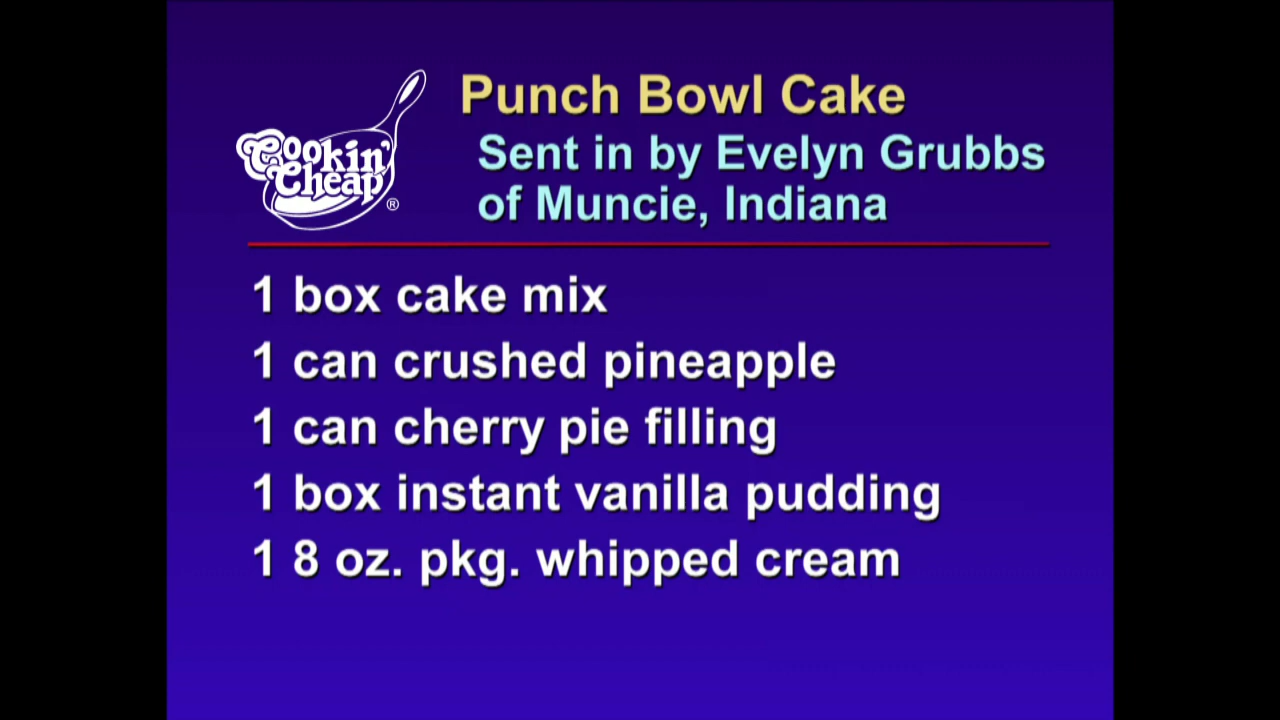 Cookin'
Cheap
®
Punch Bowl Cake
Sent in by Evelyn Grubbs
of Muncie, Indiana
1 box cake mix
1 can crushed pineapple
1 can cherry pie filling
1 box instant vanilla pudding
1 8 oz. pkg. whipped cream